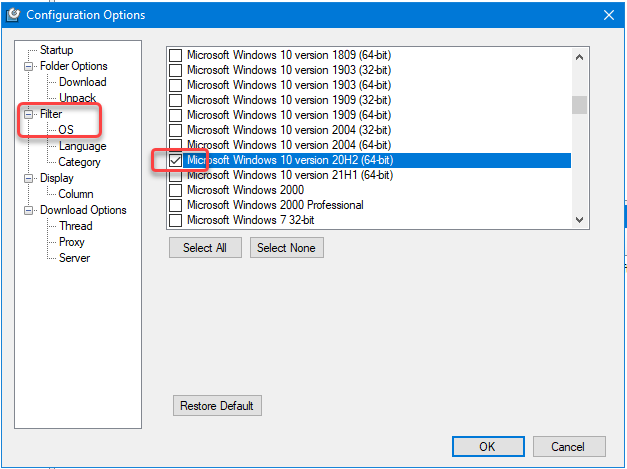 Configuration Options
Startup
Folder Options
Download
Unpack
Filter
OS
Language
Category
Display
Column
Download Options
Thread
Proxy
Server
Microsoft Windows 10 version 1809 (64-bit)
Microsoft Windows 10 version 1903 (32-bit)
Microsoft Windows 10 version 1903 (64-bit)
Microsoft Windows 10 version 1909 (32-bit)
Microsoft Windows 10 version 1909 (64-bit)
Microsoft Windows 10 version 2004 (32-bit)
Microsoft Windows 10 version 2004 (64-bit)
Microsoft Windows 10 version 20H2 (64-bit)
Microsoft Windows 10 version 21H1 (64-bit)
Microsoft Windows 2000
Microsoft Windows 2000 Professional
Microsoft Windows 7 32-bit
Select All
Select None
Restore Default
OK
Cancel